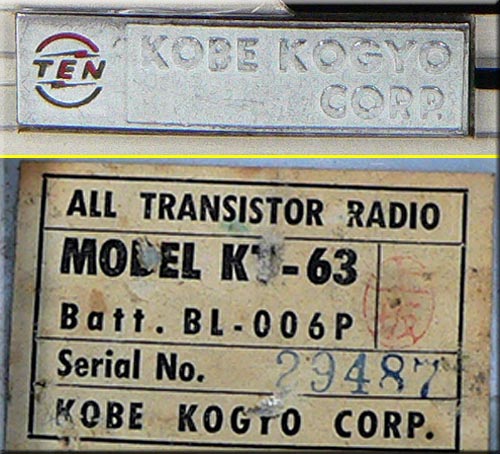 TEN
KOBE KOGYO
CORP.
ALL TRANSISTOR RADIO
MODEL KT-63
Batt. BL-006P
Serial No. 29487
KOBE KOGYO CORP.